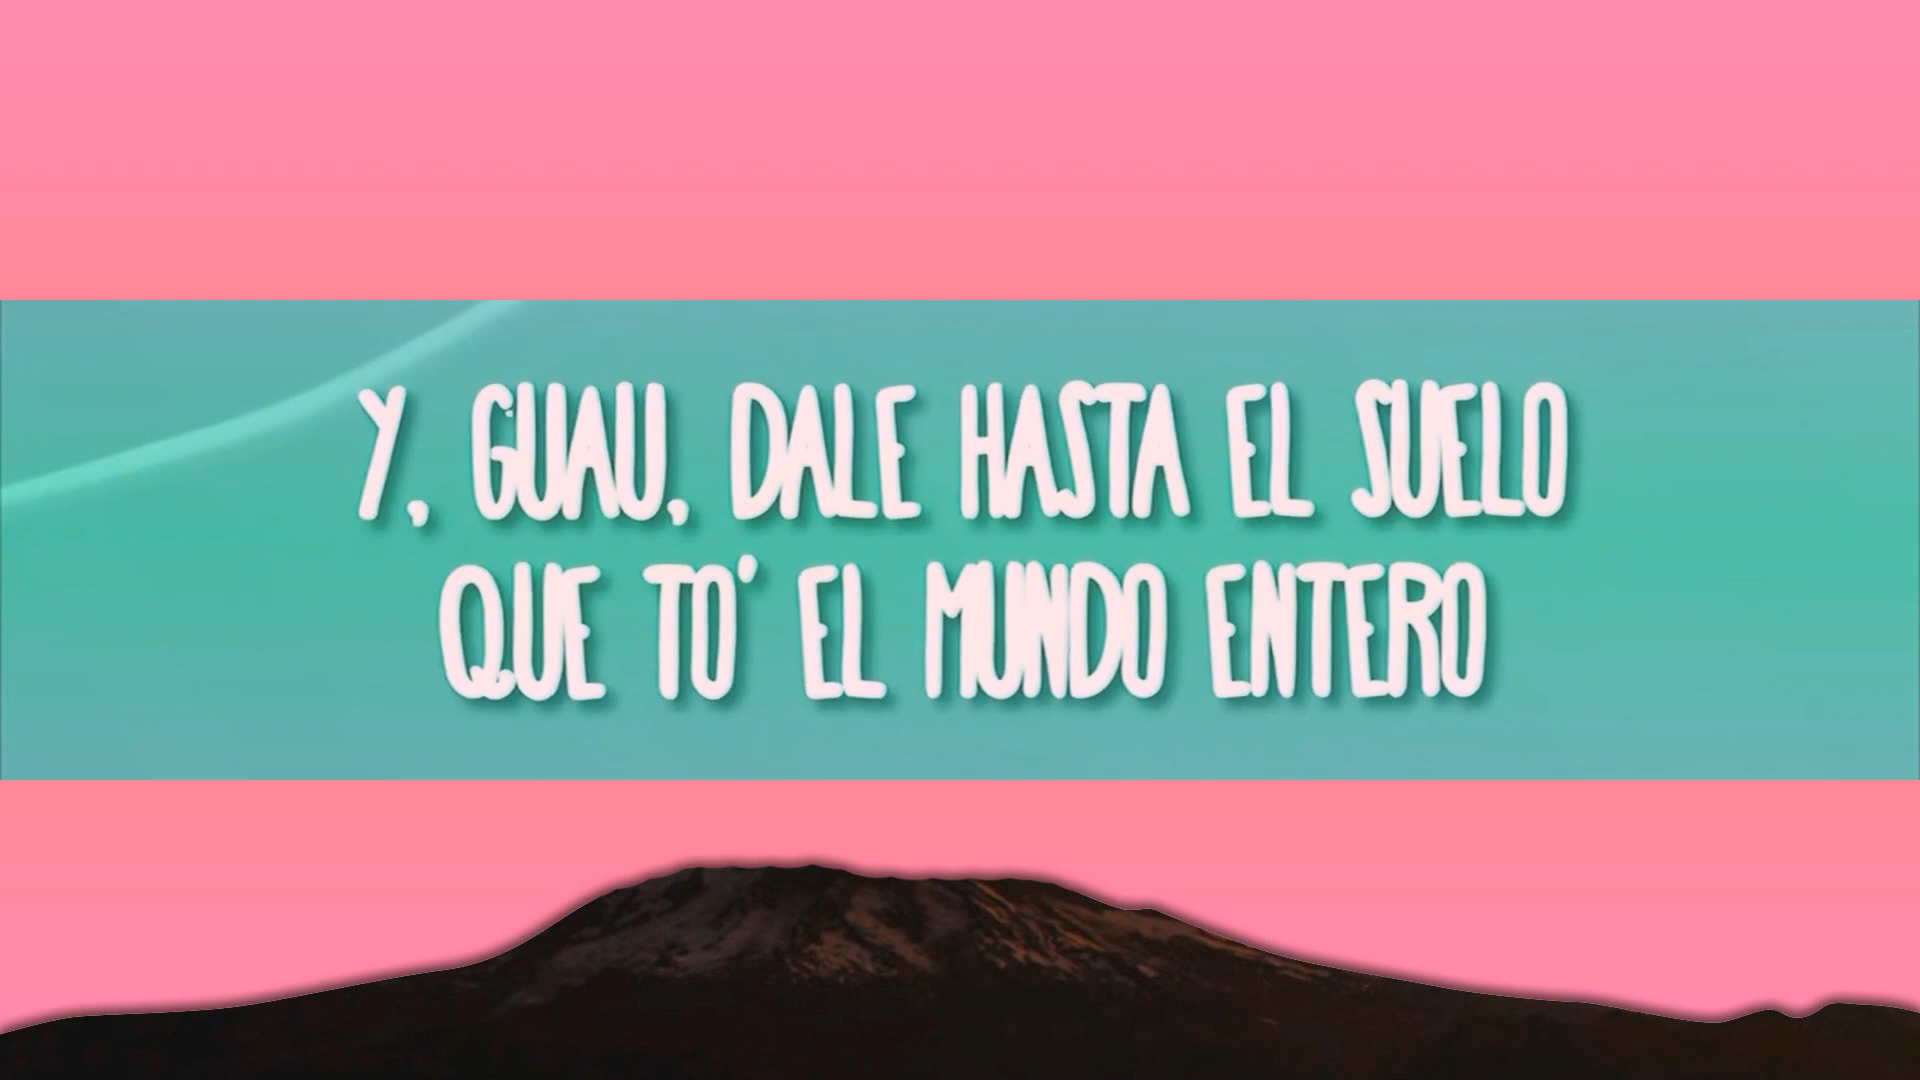 Y, GUAU, DALE HASTA EL SUELO
QUE TO' EL MUNDO ENTERO